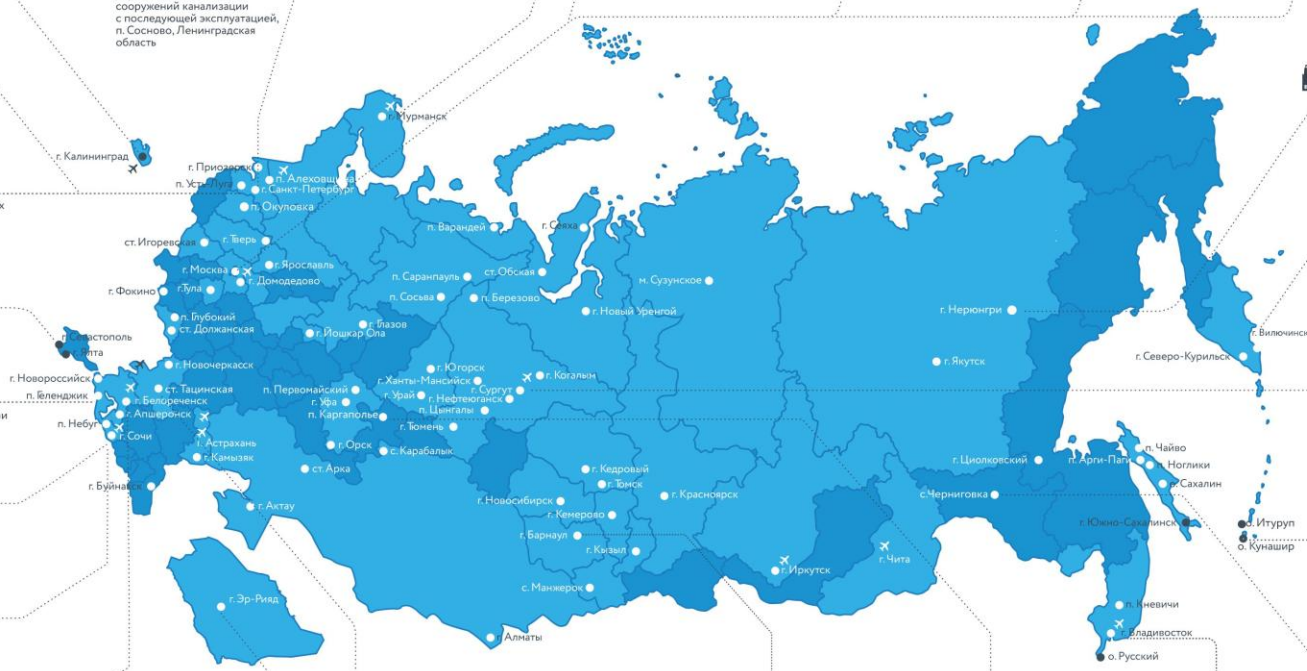 сооружений канализации
с последующей эксплуатацией,
п. Сосново, Ленинградская
область
г. Мурманск
г. Калининград
г. Приозерск
п. Алеховщина
п. Усть-Луга
г. Санкт-Петербург
п. Окуловка
п. Варандей
г. Сеяха
ст. Игоревская
г. Тверь
г. Москва
г. Ярославль
г. Домодедово
п. Саранпауль
ст. Обская
м. Сузунское
г. Фокино
г.Тула
п. Сосьва
п. Березово
г. Новый Уренгой
г. Нерюнгри
п. Глубокий
ст. Должанская
г. Глазов
г. Йошкар Ола
г. Севастополь
г. Ялта
г. Вилючинск
г. Северо-Курильск
г. Якутск
г. Новочеркасск
г. Югорск
г. Когалым
г. Новороссийск
г. Ханты-Мансийск
п. Геленджик
ст. Тацинская
п. Первомайский
г. Урай
г. Сургут
г. Белореченск
г. Уфа
г. Нефтеюганск
г. Апшеронск
п. Каргаполье
п. Цынгалы
п. Небуг
г. Сочи
г. Тюмень
г. Астрахань
г. Орск
с. Карабалык
г. Камызяк
ст. Арка
п. Чайво
г. Циолковский
п. Арги-Паги
п. Ноглики
о. Сахалин
г. Буйнакск
г. Кедровый
г. Томск
г. Новосибирск
г. Красноярск
с.Черниговка
г. Актау
г. Кемерово
г. Южно-Сахалинск
о. Итуруп
г. Барнаул
о. Кунашир
г. Кызыл
г. Чита
г. Иркутск
с. Манжерок
г. Эр-Рияд
п. Кневичи
г. Алматы
г. Владивосток
о. Русский